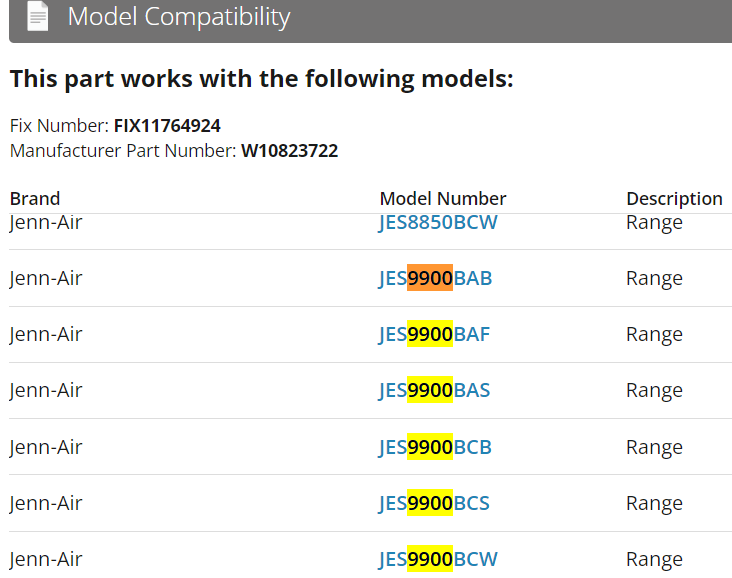 Model Compatibility
This part works with the following models:
Fix Number: FIX11764924
Manufacturer Part Number: W10823722
Brand Model Number Description
Jenn-Air JES8850BCW Range
Jenn-Air JES9900BAB Range
Jenn-Air JES9900BAF Range
Jenn-Air JES9900BAS Range
Jenn-Air JES9900BCB Range
Jenn-Air JES9900BCS Range
Jenn-Air JES9900BCW Range